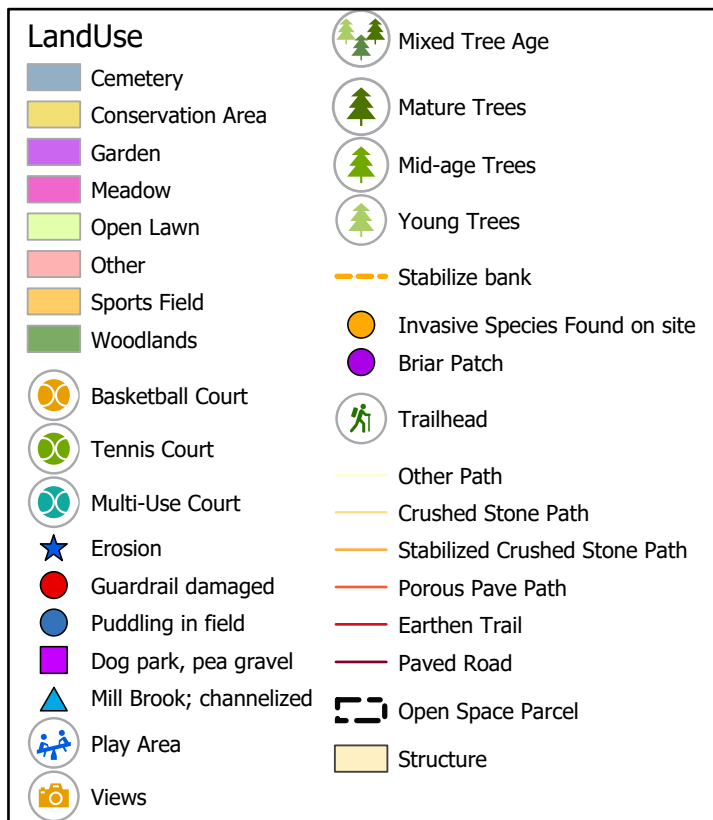 LandUse
Cemetery
Conservation Area
Garden
Meadow
Open Lawn
Other
Sports Field
Woodlands
Basketball Court
Tennis Court
Multi-Use Court
Erosion
Guardrail damaged
Puddling in field
Dog park, pea gravel
Mill Brook; channelized
Play Area
Views
Mixed Tree Age
Mature Trees
Mid-age Trees
Young Trees
Stabilize bank
Invasive Species Found on site
Briar Patch
Trailhead
Other Path
Crushed Stone Path
Stabilized Crushed Stone Path
Porous Pave Path
Earthen Trail
Paved Road
Open Space Parcel
Structure